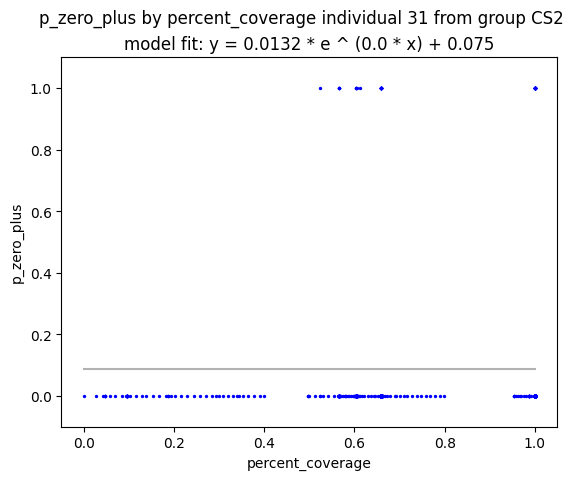 p_zero_plus by percent_coverage individual 31 from group CS2
model fit: y = 0.0132 * e ^ (0.0 * x) + 0.075
1.0
0.8
0.6
0.4
0.2
0.0
p_zero_plus
0.0 0.2 0.4 0.6 0.8 1.0
percent_coverage